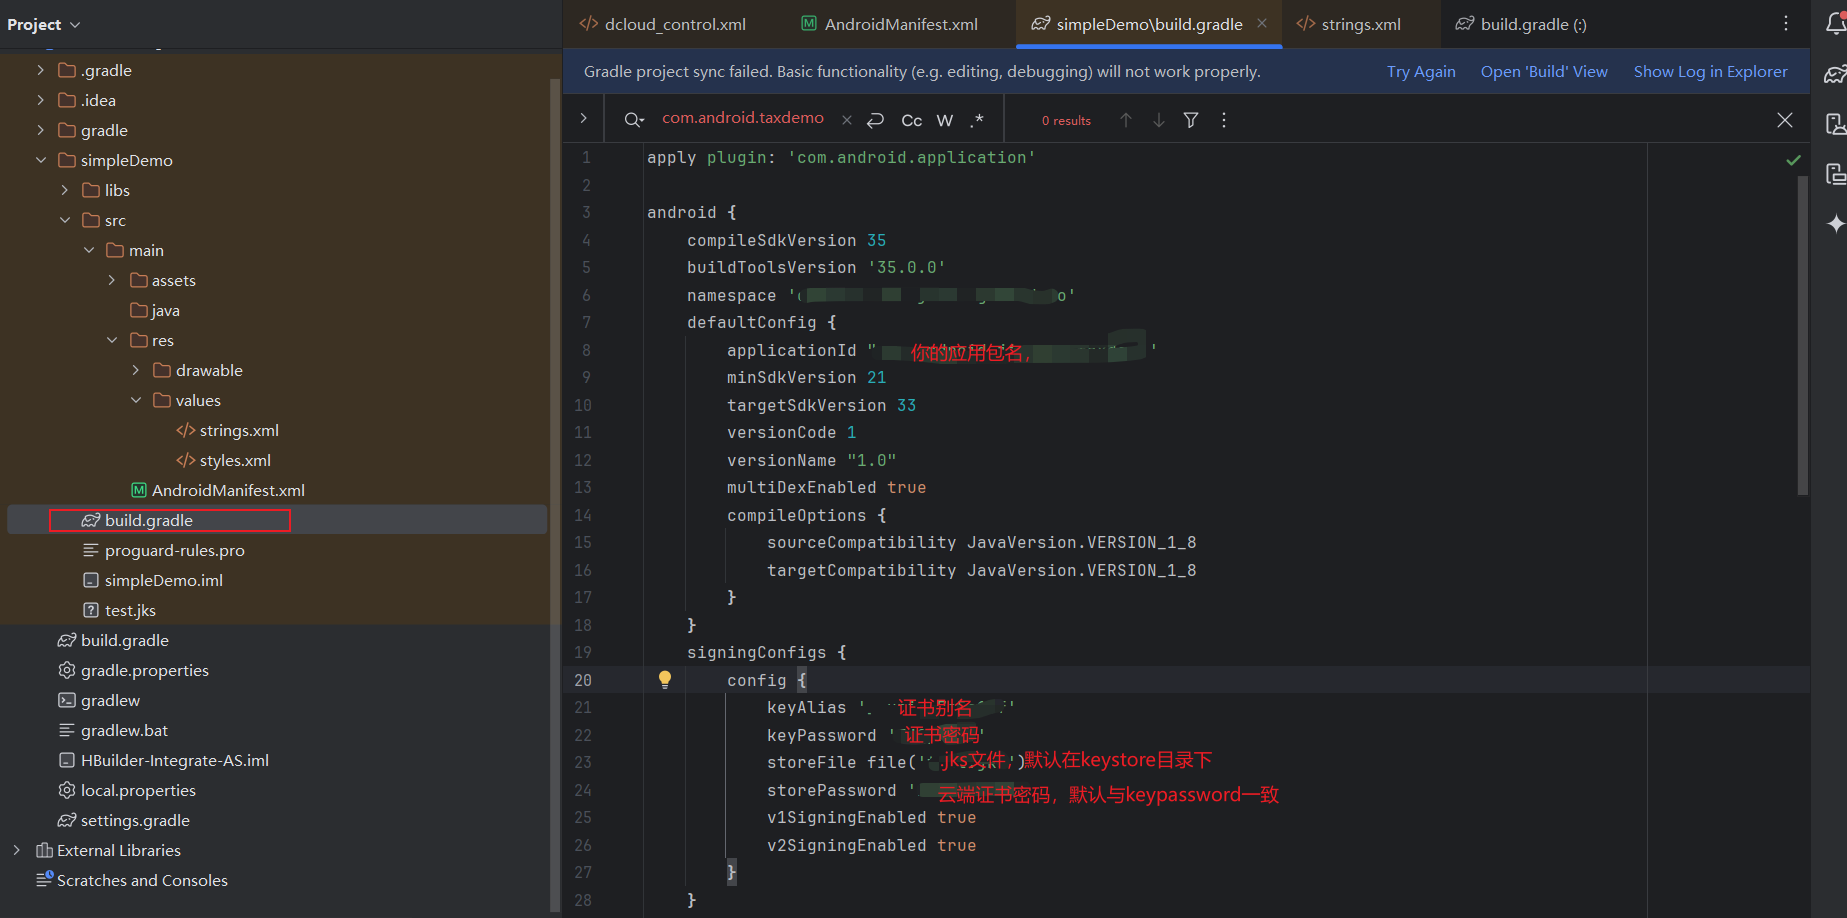 Project
.gradle
.idea
gradle
simpleDemo
libs
src
main
assets
java
res
drawable
values
strings.xml
styles.xml
AndroidManifest.xml
build.gradle
proguard-rules.pro
simpleDemo.iml
test.jks
build.gradle
gradle.properties
gradlew
gradlew.bat
HBuilder-Integrate-AS.iml
local.properties
settings.gradle
External Libraries
Scratches and Consoles
dcloud_control.xml
AndroidManifest.xml
simpleDemo\build.gradle
strings.xml
build.gradle (:)
Gradle project sync failed. Basic functionality (e.g. editing, debugging) will not work properly.
Try Again
Open 'Build' View
Show Log in Explorer
com.android.taxdemo
Cc
W
.*
0 results
1 apply plugin: 'com.android.application'
2
3 android {
4 compileSdkVersion 35
5 buildToolsVersion '35.0.0'
6 namespace '
7 defaultConfig {
8 applicationId " 你的应用包名,
9 minSdkVersion 21
10 targetSdkVersion 33
11 versionCode 1
12 versionName "1.0"
13 multiDexEnabled true
14 compileOptions {
15 sourceCompatibility JavaVersion.VERSION_1_8
16 targetCompatibility JavaVersion.VERSION_1_8
17 }
18 }
19 signingConfigs {
20 config {
21 keyAlias ' 证书别名 '
22 keyPassword ' 证书密码 '
23 storeFile file(' .jks文件，默认在keystore目录下
24 storePassword ' 云端证书密码，默认与keypassword一致
25 v1SigningEnabled true
26 v2SigningEnabled true
27 }
28 }